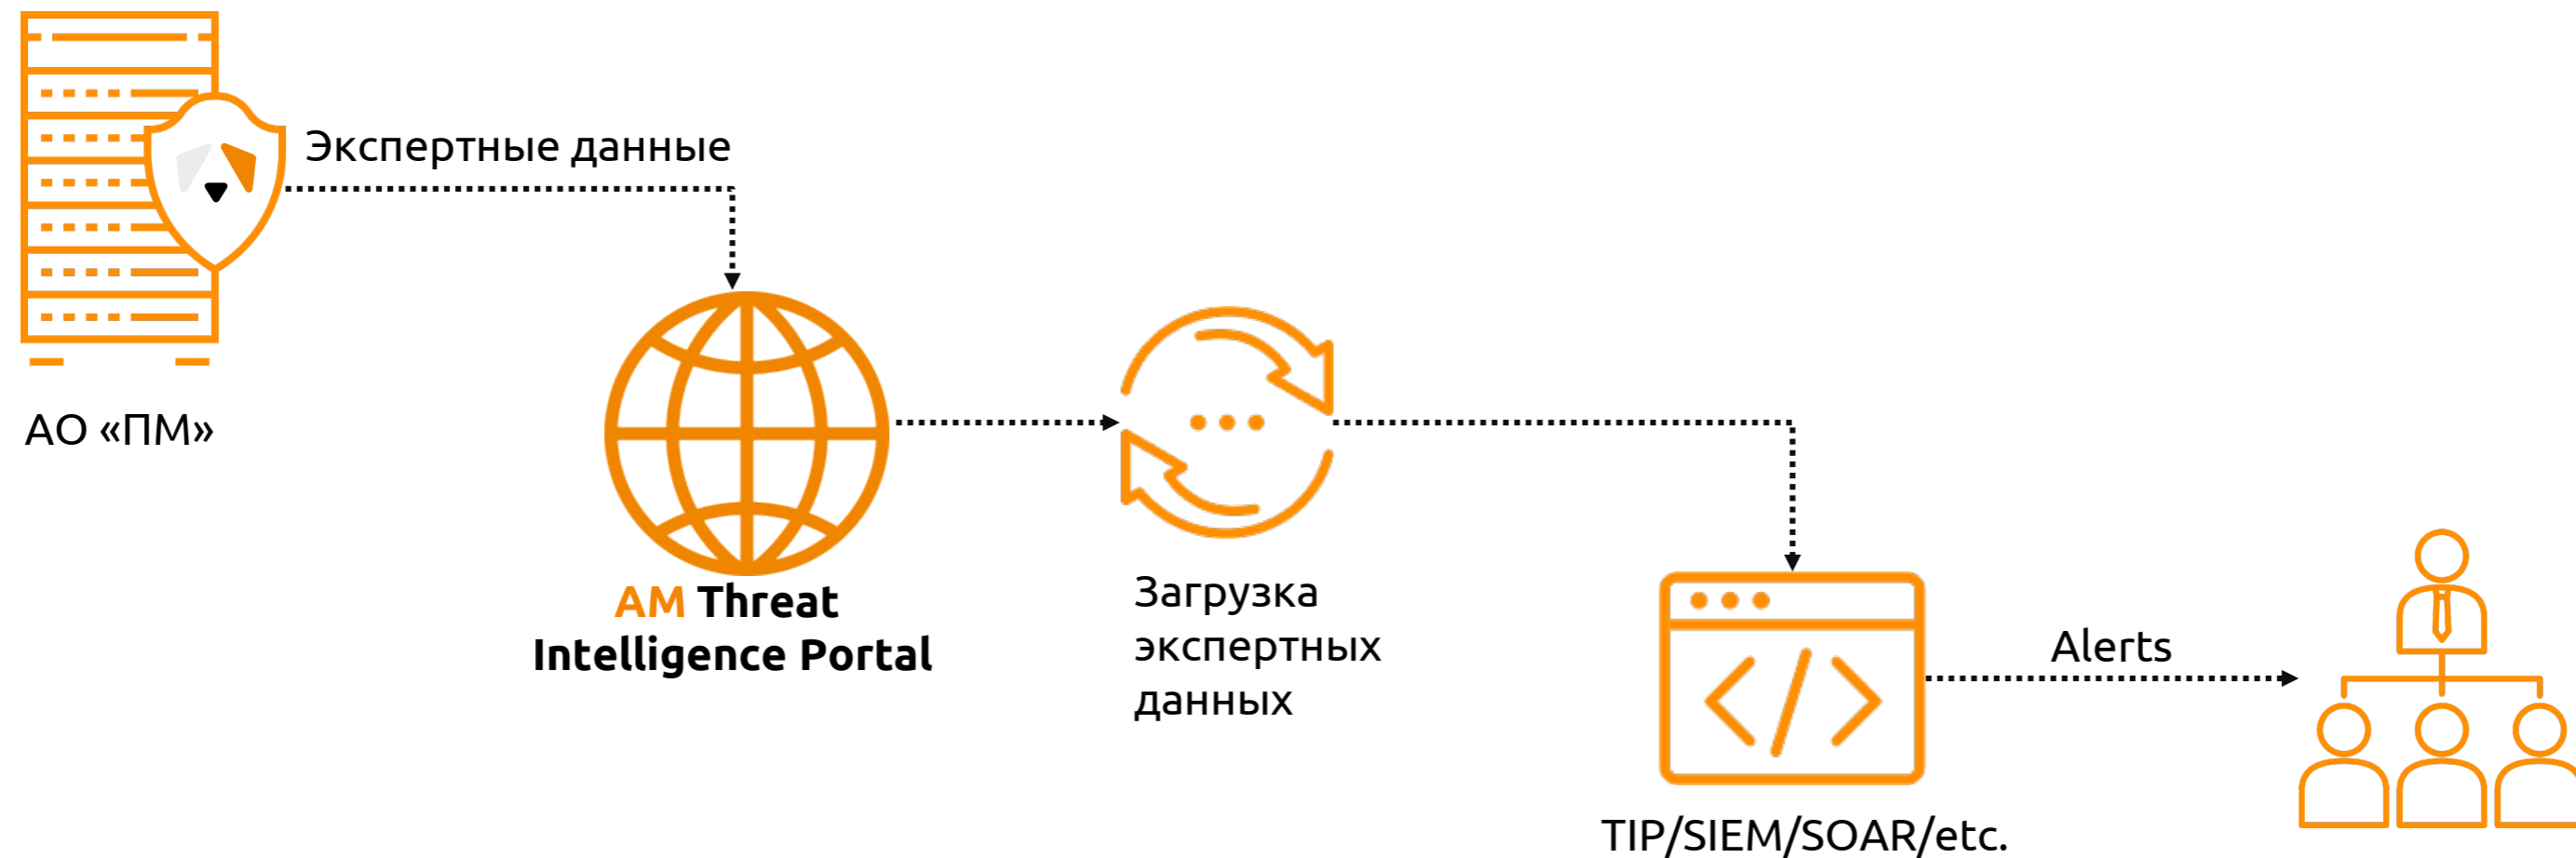 Экспертные данные
АО «ПМ»
AM Threat
Intelligence Portal
Загрузка
экспертных
данных
Alerts
TIP/SIEM/SOAR/etc.